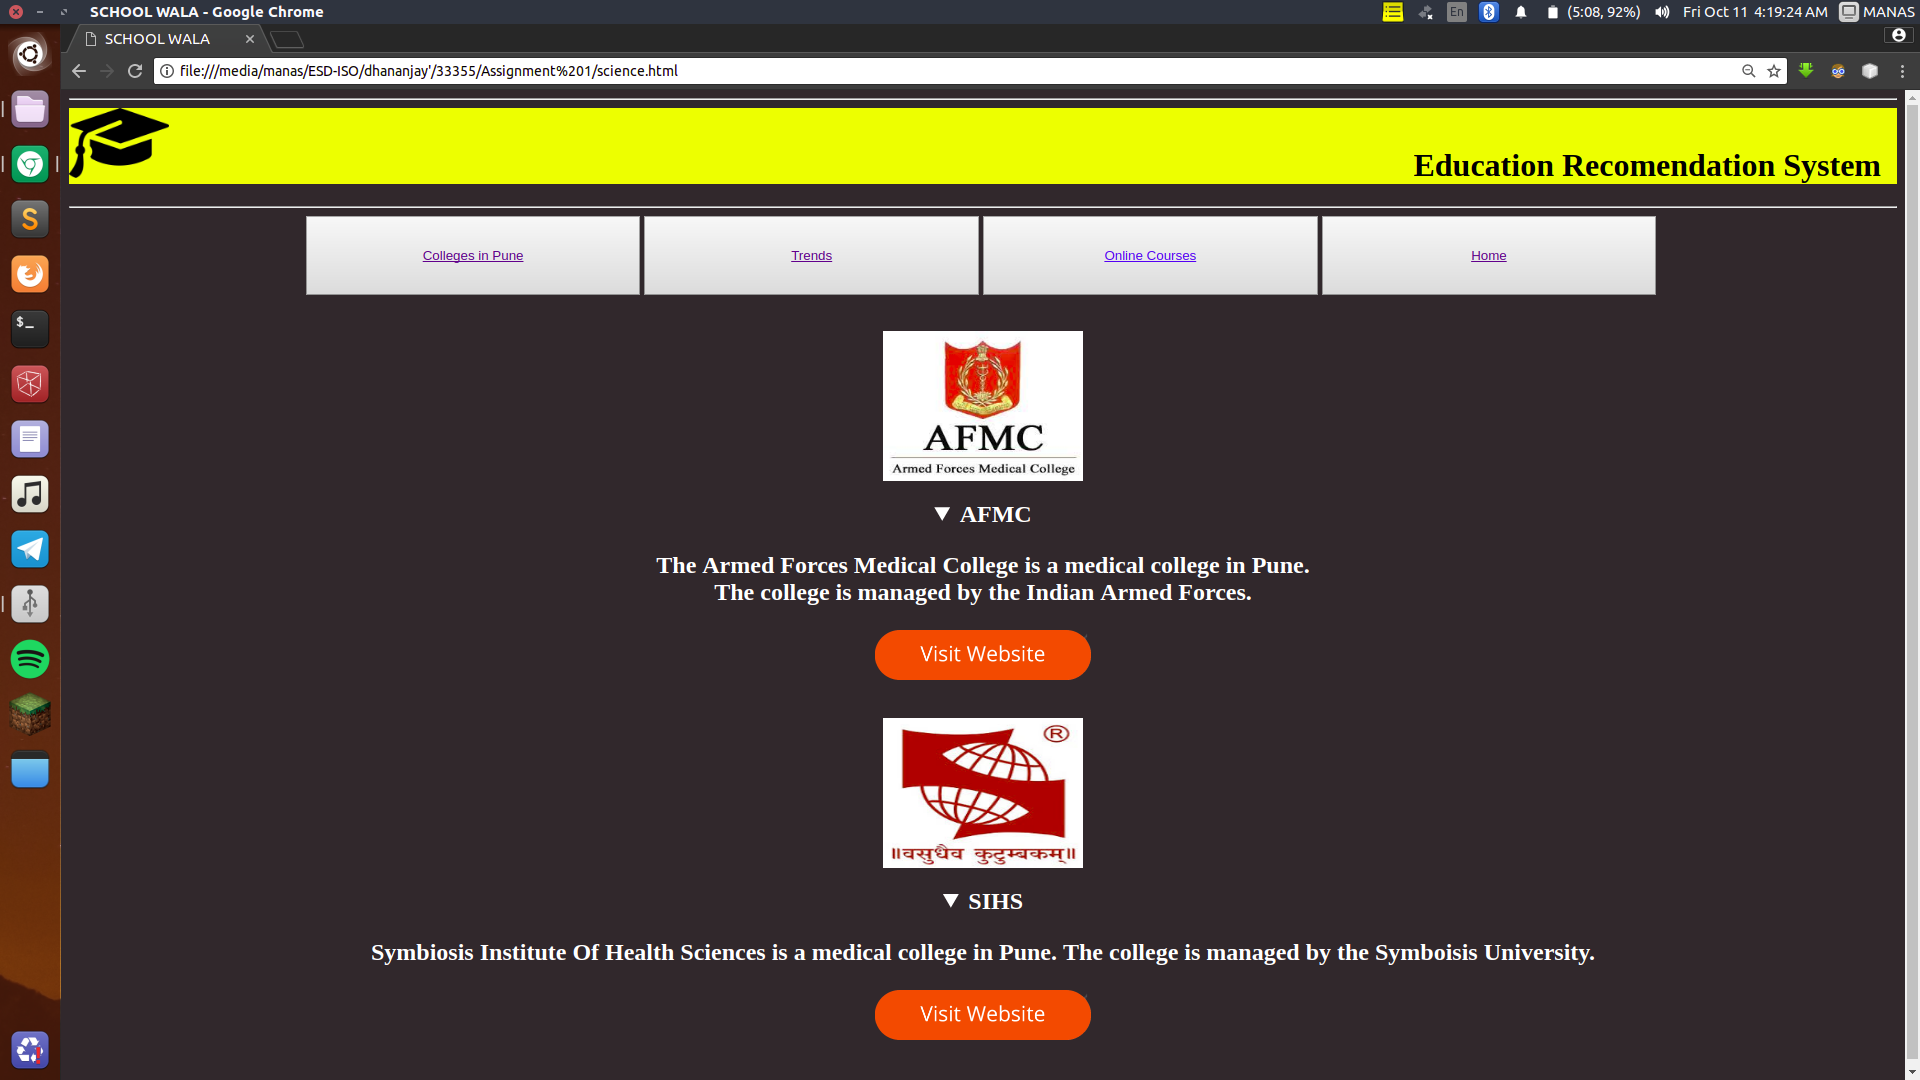 SCHOOL WALA - Google Chrome
En
(5:08, 92%)
Fri Oct 11 4:19:24 AM
MANAS
SCHOOL WALA
file:///media/manas/ESD-ISO/dhananjay'/33355/Assignment%201/science.html
Education Recomendation System
Colleges in Pune
Trends
Online Courses
Home
AFMC
Armed Forces Medical College
AFMC
The Armed Forces Medical College is a medical college in Pune.
The college is managed by the Indian Armed Forces.
Visit Website
®
॥वसुधैव कुटुम्बकम्॥
SIHS
Symbiosis Institute Of Health Sciences is a medical college in Pune. The college is managed by the Symboisis University.
Visit Website